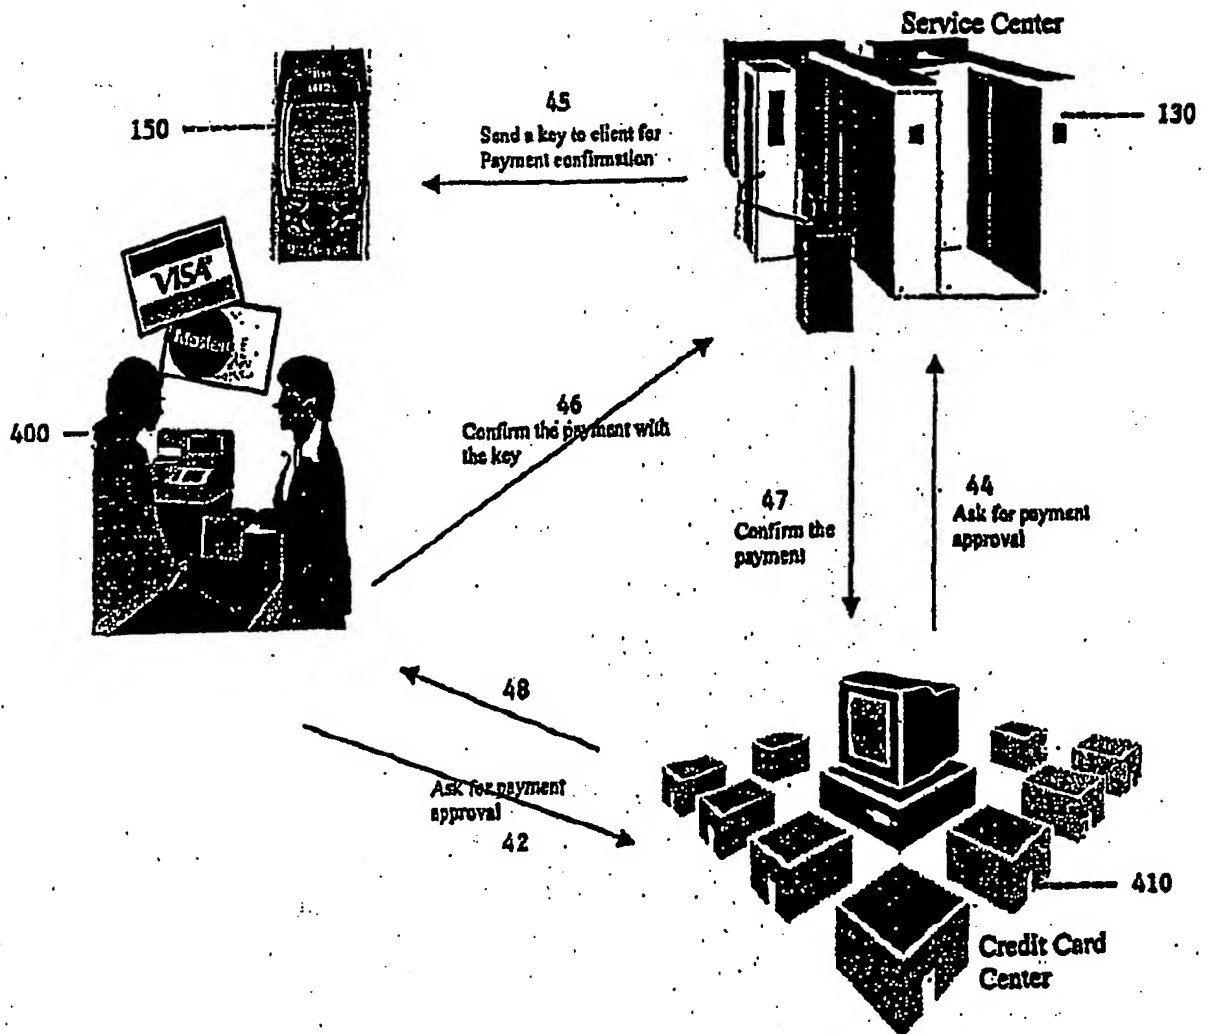 Service Center
150
45
Send a key to client for
Payment confirmation
130
VISA
400
46
Confirm the payment with
the key
47
Confirm the
payment
44
Ask for payment
approval
48
Ask for payment
approval
42
410
Credit Card
Center